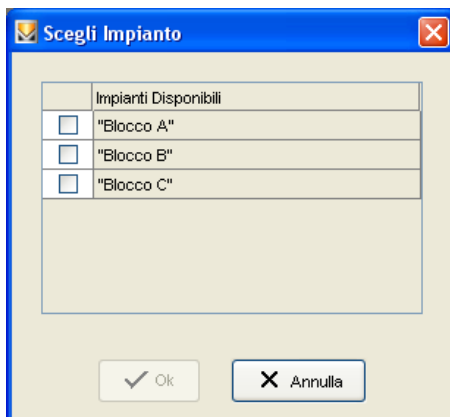 Scegli Impianto
Impianti Disponibili
"Blocco A"
"Blocco B"
"Blocco C"
Ok
Annulla